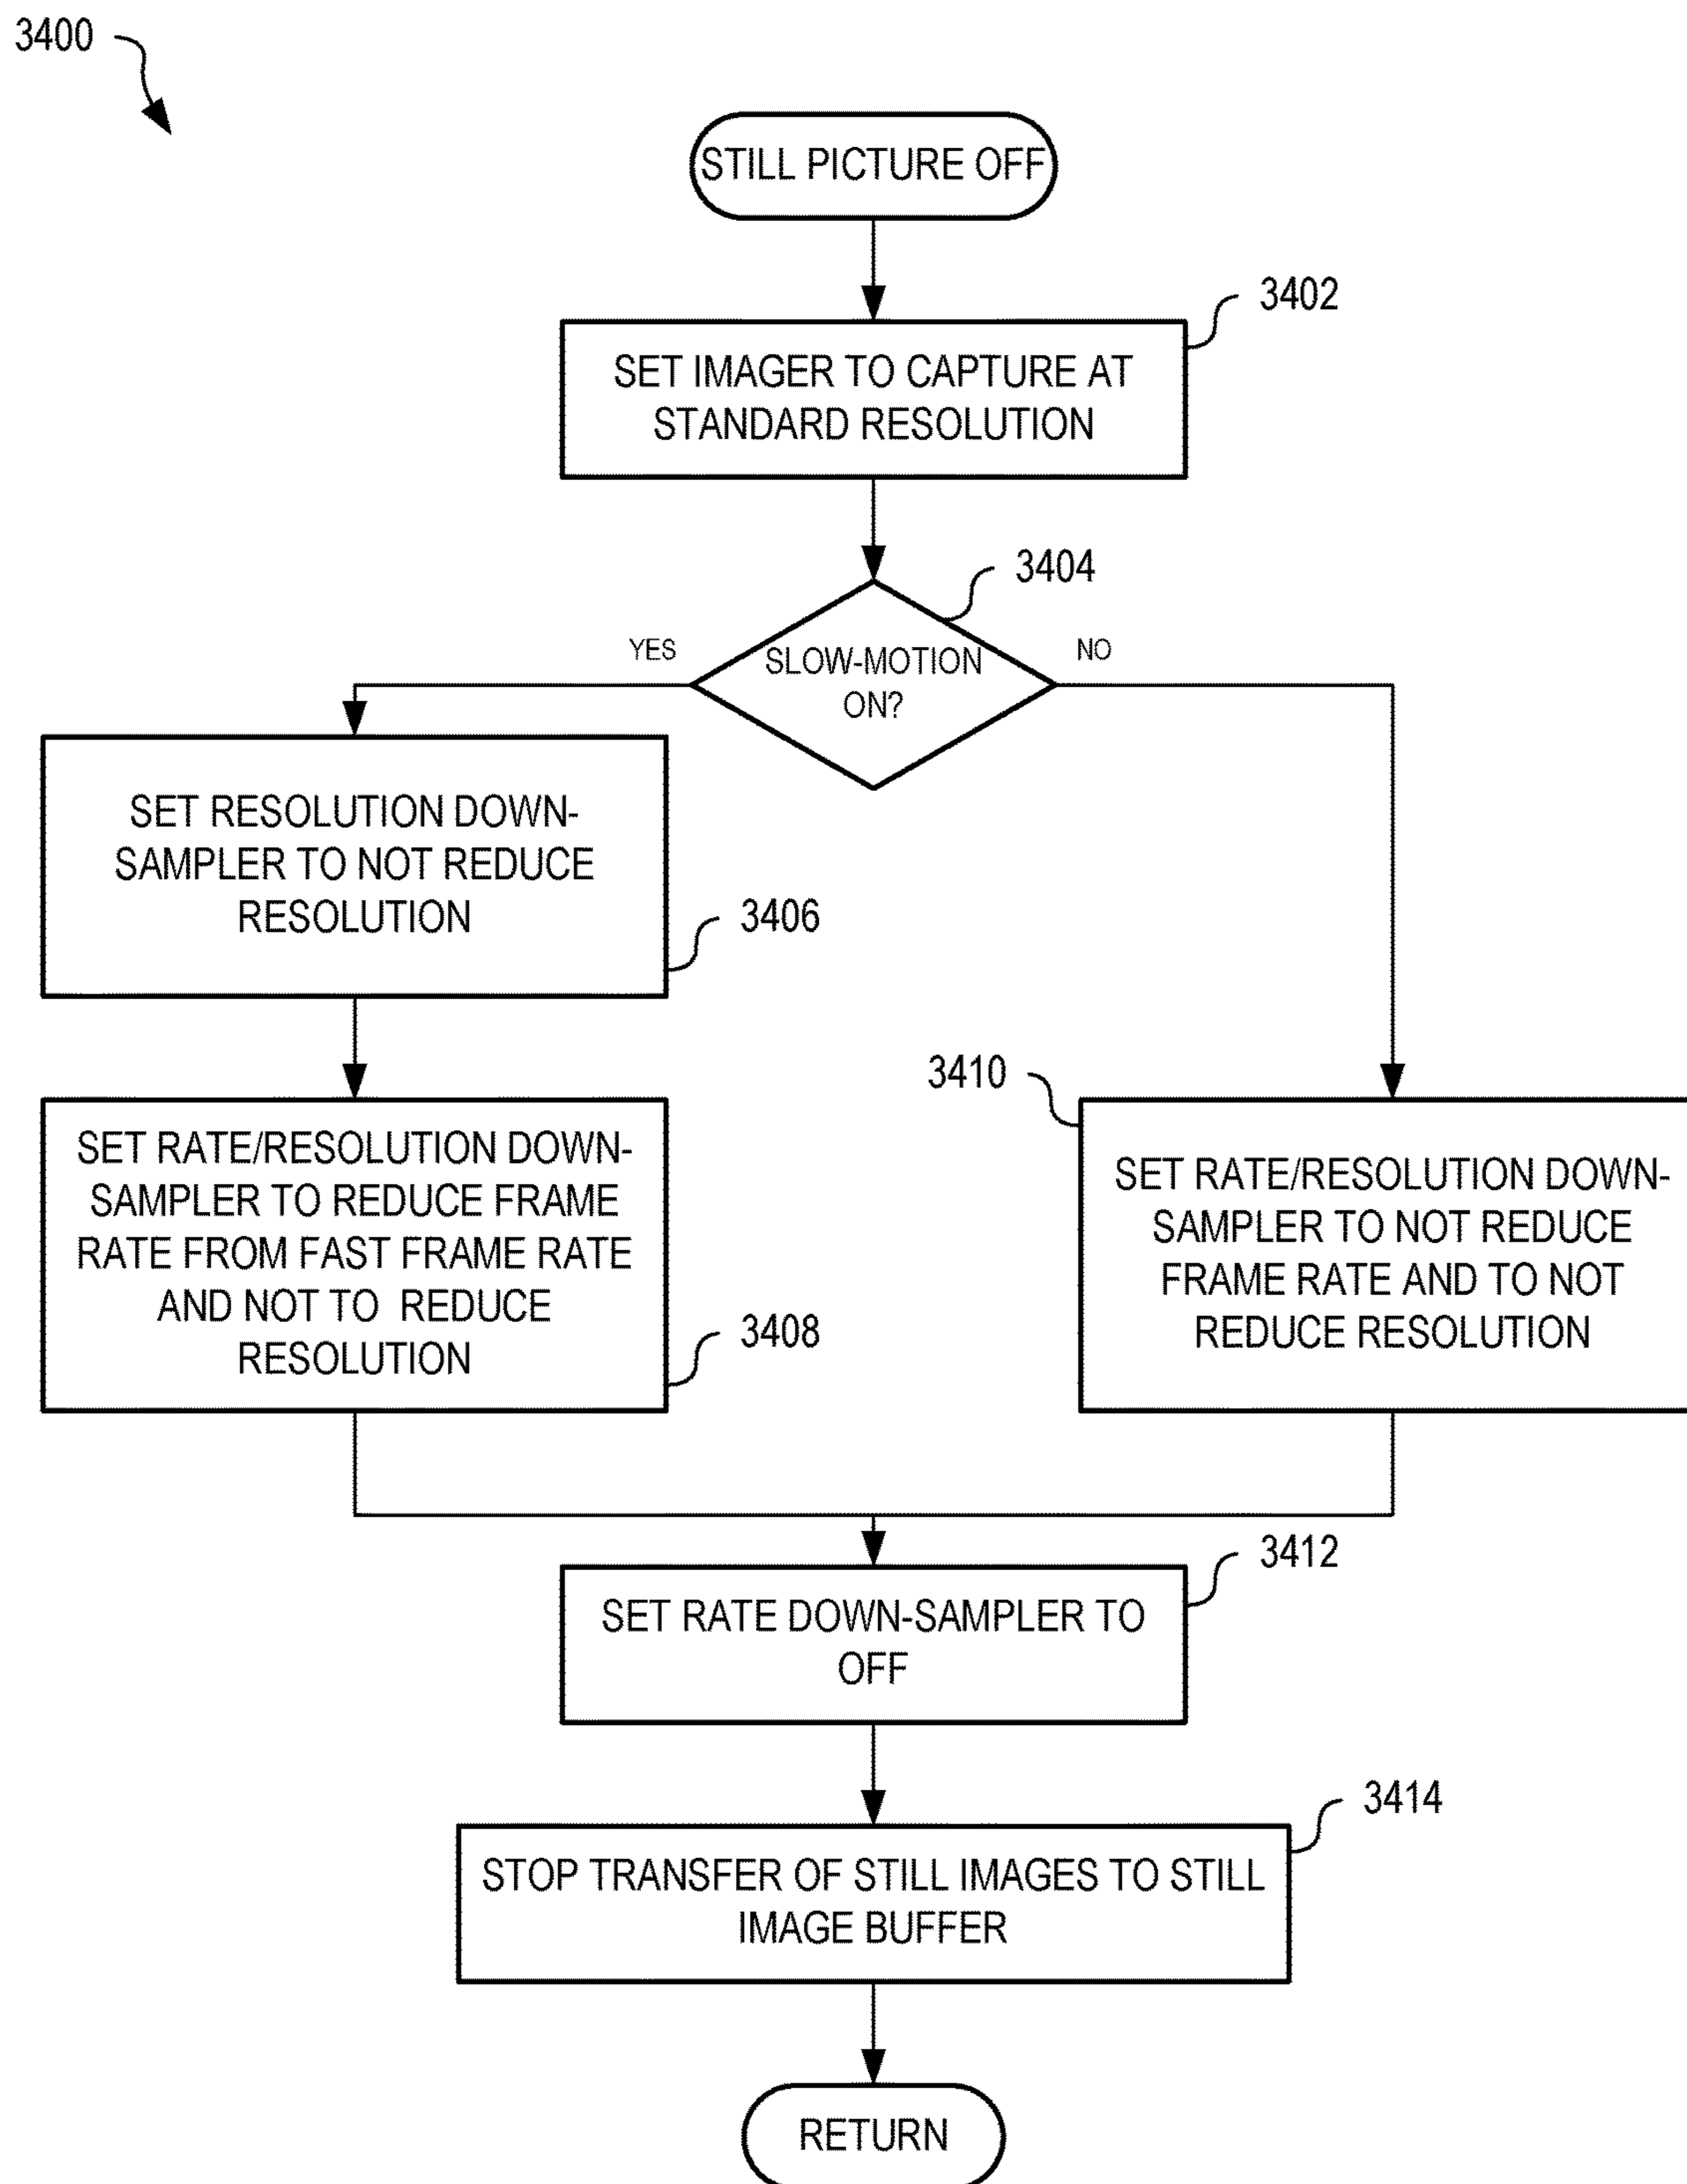 3400
STILL PICTURE OFF
3402
SET IMAGER TO CAPTURE AT
STANDARD RESOLUTION
3404
YES
SLOW-MOTION
ON?
NO
SET RESOLUTION DOWN-
SAMPLER TO NOT REDUCE
RESOLUTION
3406
SET RATE/RESOLUTION DOWN-
SAMPLER TO REDUCE FRAME
RATE FROM FAST FRAME RATE
AND NOT TO REDUCE
RESOLUTION
3408
3410
SET RATE/RESOLUTION DOWN-
SAMPLER TO NOT REDUCE
FRAME RATE AND TO NOT
REDUCE RESOLUTION
3412
SET RATE DOWN-SAMPLER TO
OFF
3414
STOP TRANSFER OF STILL IMAGES TO STILL
IMAGE BUFFER
RETURN